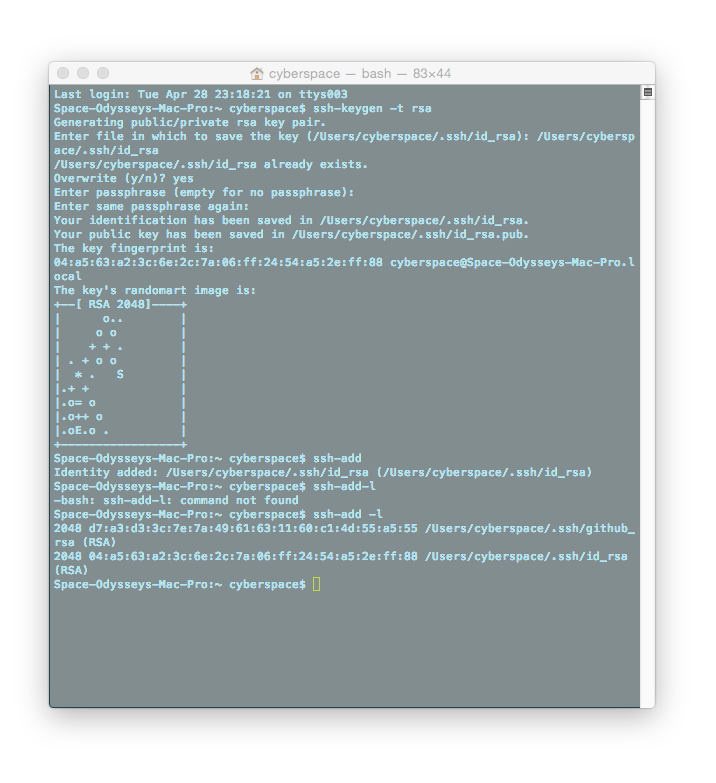 cyberspace — bash — 83×44
Last login: Tue Apr 28 23:18:21 on ttys003
Space-Odysseys-Mac-Pro:~ cyberspace$ ssh-keygen -t rsa
Generating public/private rsa key pair.
Enter file in which to save the key (/Users/cyberspace/.ssh/id_rsa): /Users/cybersp
ace/.ssh/id_rsa
/Users/cyberspace/.ssh/id_rsa already exists.
Overwrite (y/n)? yes
Enter passphrase (empty for no passphrase):
Enter same passphrase again:
Your identification has been saved in /Users/cyberspace/.ssh/id_rsa.
Your public key has been saved in /Users/cyberspace/.ssh/id_rsa.pub.
The key fingerprint is:
04:a5:63:a2:3c:6e:2c:7a:06:ff:24:54:a5:2e:ff:88 cyberspace@Space-Odysseys-Mac-Pro.l
ocal
The key's randomart image is:
+--[ RSA 2048]----+
|      o..        |
|     o o         |
|    + + .        |
| . + o o         |
|  * .   S        |
|.+ +             |
|.o= o            |
|.o++ o           |
|.oE.o .          |
+-----------------+
Space-Odysseys-Mac-Pro:~ cyberspace$ ssh-add
Identity added: /Users/cyberspace/.ssh/id_rsa (/Users/cyberspace/.ssh/id_rsa)
Space-Odysseys-Mac-Pro:~ cyberspace$ ssh-add-l
-bash: ssh-add-l: command not found
Space-Odysseys-Mac-Pro:~ cyberspace$ ssh-add -l
2048 d7:a3:d3:3c:7e:7a:49:61:63:11:60:c1:4d:55:a5:55 /Users/cyberspace/.ssh/github_
rsa (RSA)
2048 04:a5:63:a2:3c:6e:2c:7a:06:ff:24:54:a5:2e:ff:88 /Users/cyberspace/.ssh/id_rsa
(RSA)
Space-Odysseys-Mac-Pro:~ cyberspace$